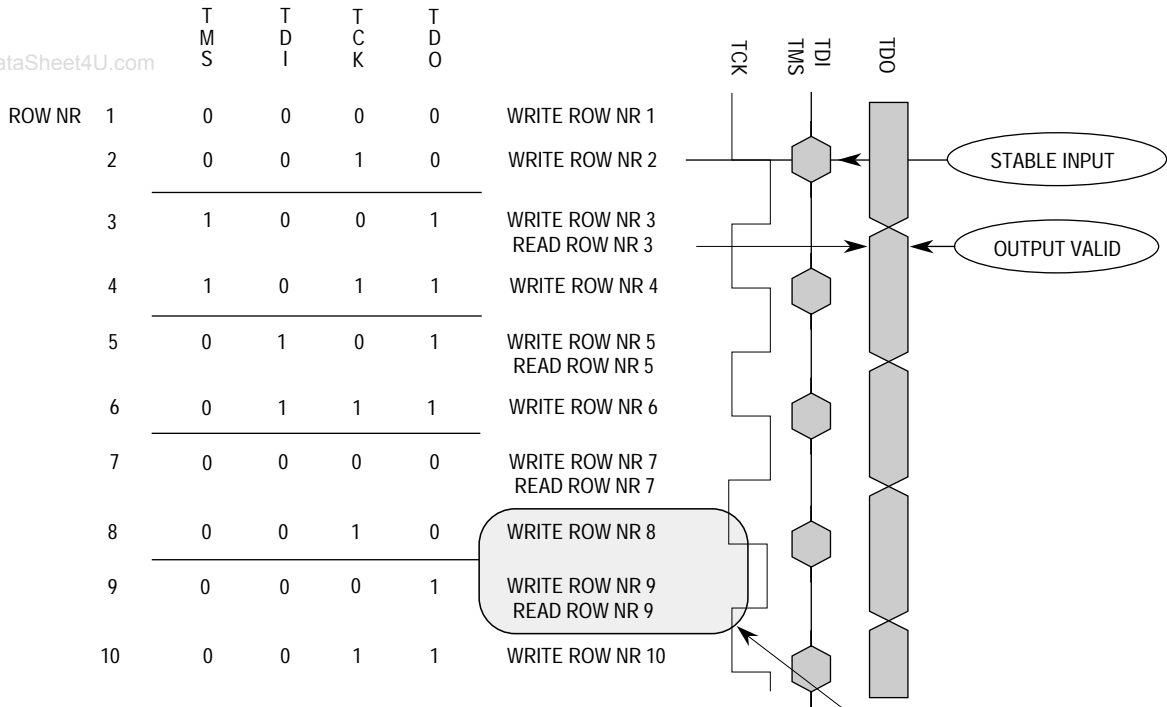 TMS TDI TCK TDO
TCK TMS TDI TDO
ataSheet4U.com
ROW NR 1 0 0 0 0 WRITE ROW NR 1
2 0 0 1 0 WRITE ROW NR 2
STABLE INPUT
3 1 0 0 1 WRITE ROW NR 3
READ ROW NR 3
OUTPUT VALID
4 1 0 1 1 WRITE ROW NR 4
5 0 1 0 1 WRITE ROW NR 5
READ ROW NR 5
6 0 1 1 1 WRITE ROW NR 6
7 0 0 0 0 WRITE ROW NR 7
READ ROW NR 7
8 0 0 1 0 WRITE ROW NR 8
9 0 0 0 1 WRITE ROW NR 9
READ ROW NR 9
10 0 0 1 1 WRITE ROW NR 10